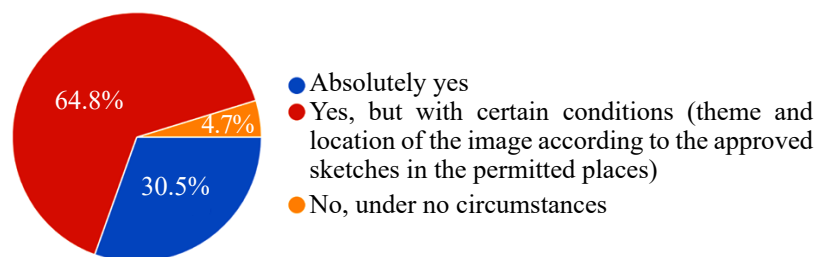 64.8%
4.7%
30.5%
Absolutely yes
Yes, but with certain conditions (theme and
location of the image according to the approved
sketches in the permitted places)
No, under no circumstances